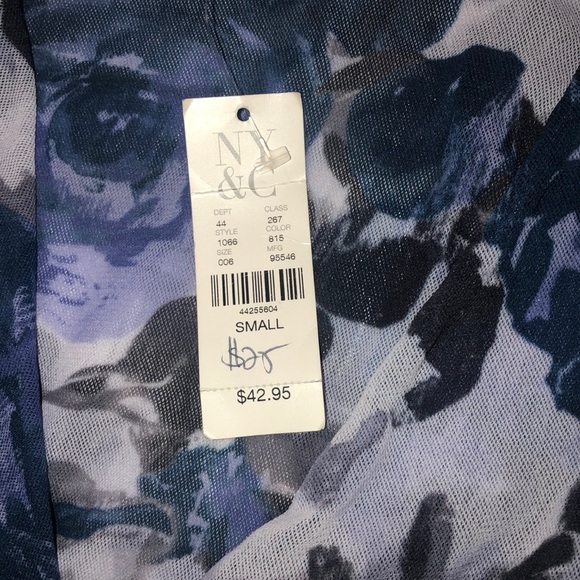 NY
&C
DEPT CLASS
44 267
STYLE COLOR
1066 815
SIZE MFG
006 95546
44255604
SMALL
$25
$42.95